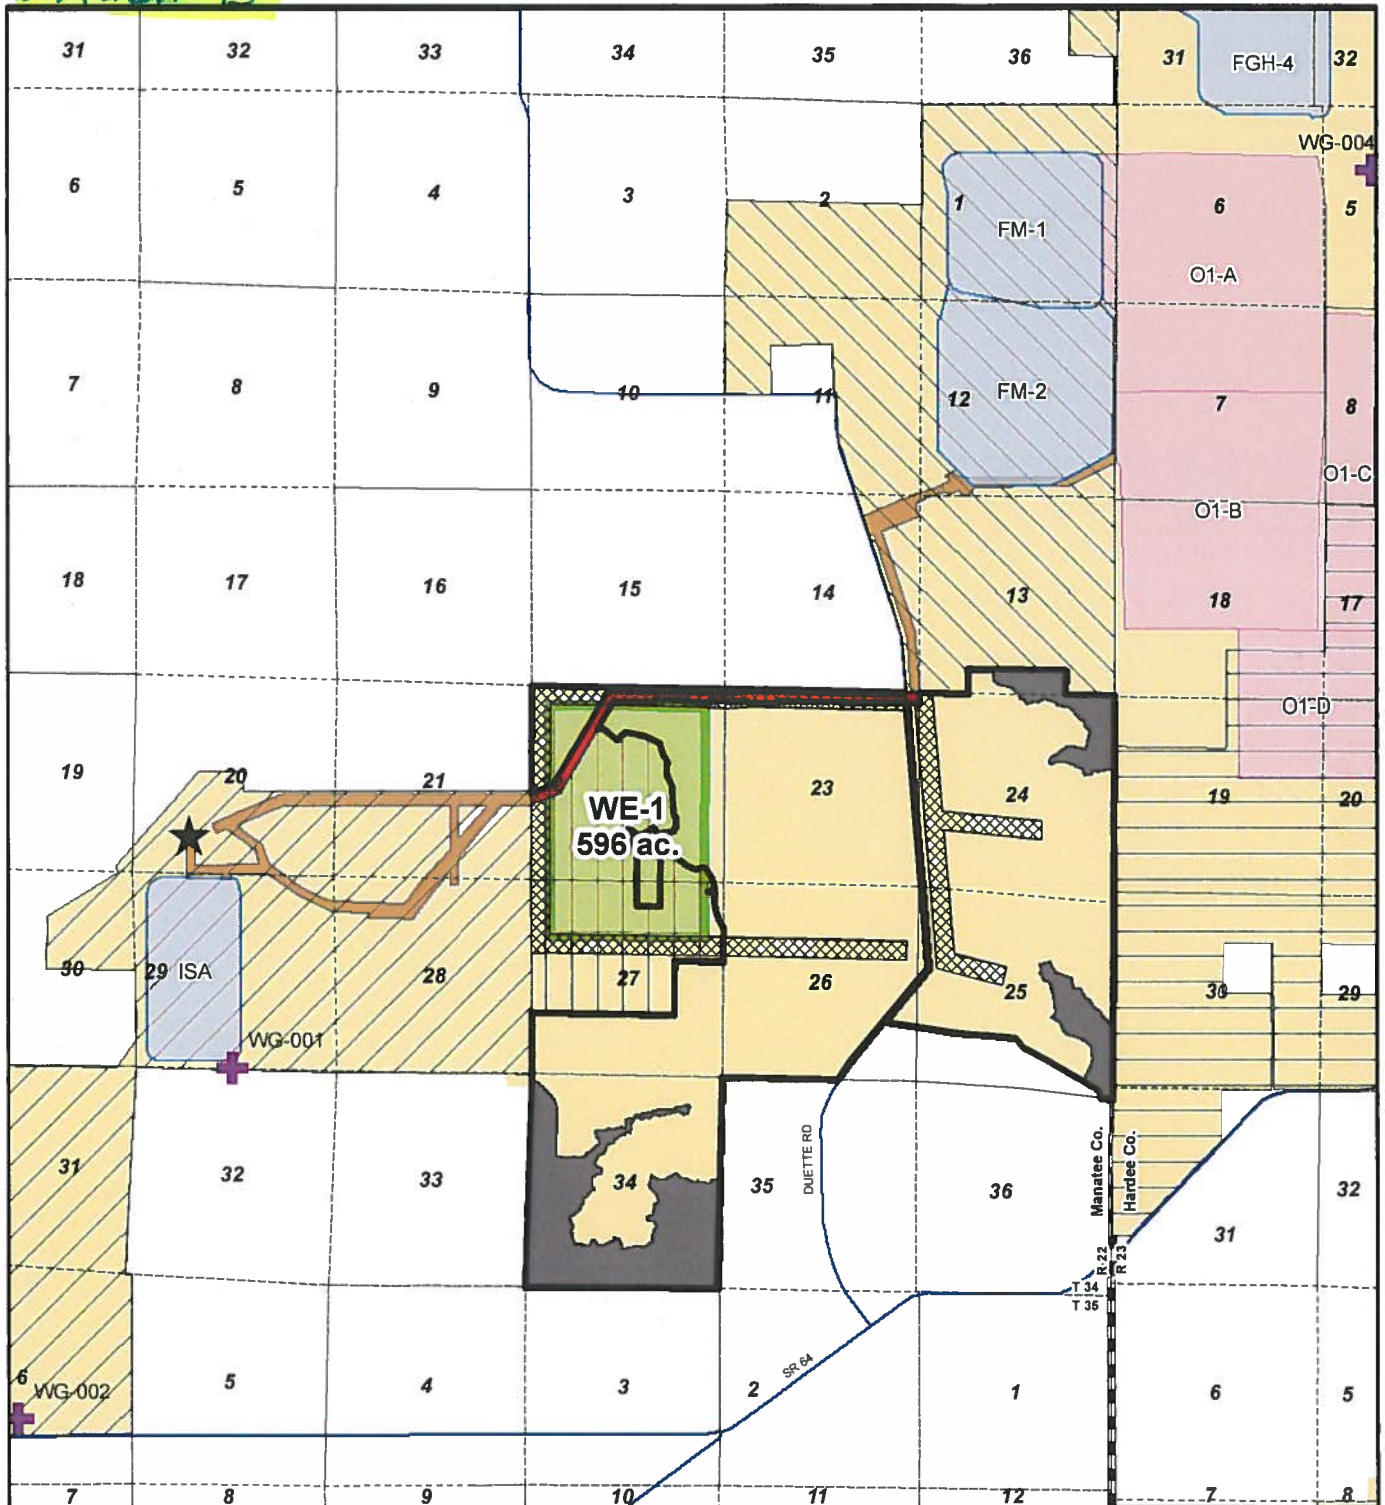 31 32 33 34 35 36 31 FGH-4 32
WG-004
6 5 4 3 2 1 FM-1 6 5
O1-A
7 8 9 10 11 12 FM-2 7 8
O1-C
O1-B
18 17 16 15 14 13 18 17
O1-D
19 20 21 23 24 19 20
WE-1
596 ac.
30 29 ISA 28 27 26 25 30 29
WG-001
31 32 33 34 35 36 31 32
DUETTE RD
Manatee Co.
Hardee Co.
R 22
R 23
T 34
T 35
SR 64
6 WG-002 5 4 3 2 1 6 5
7 8 9 10 11 12 7 8